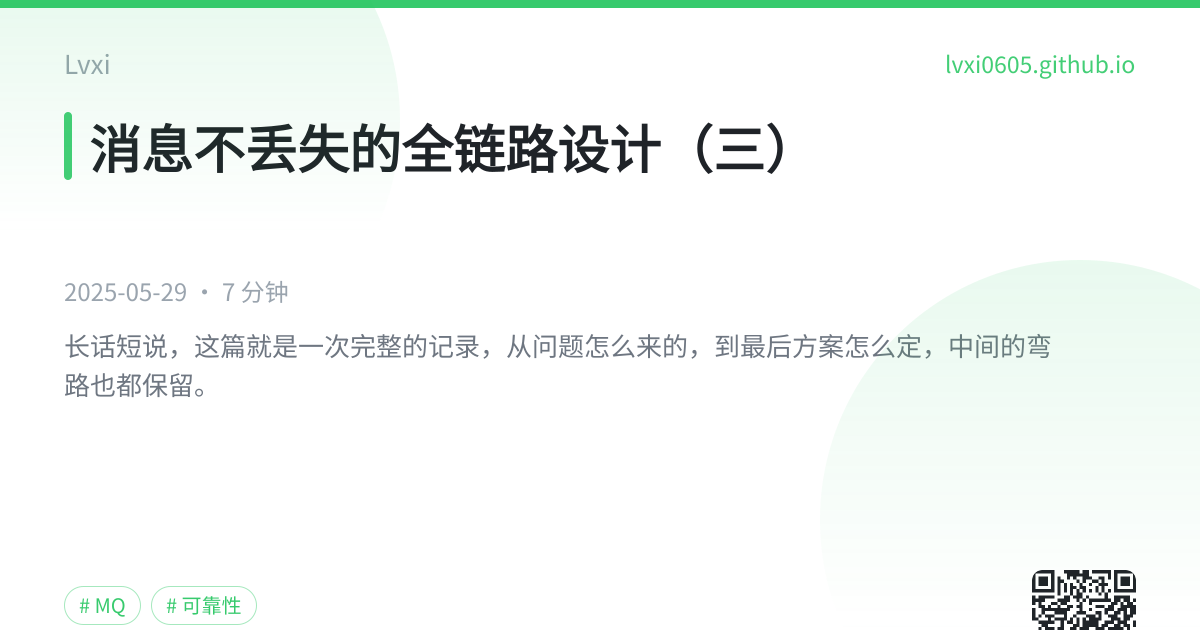 Lvxi
lvxi0605.github.io
消息不丢失的全链路设计（三）
2025-05-29 · 7 分钟
长话短说，这篇就是一次完整的记录，从问题怎么来的，到最后方案怎么定，中间的弯
路也都保留。
# MQ
# 可靠性